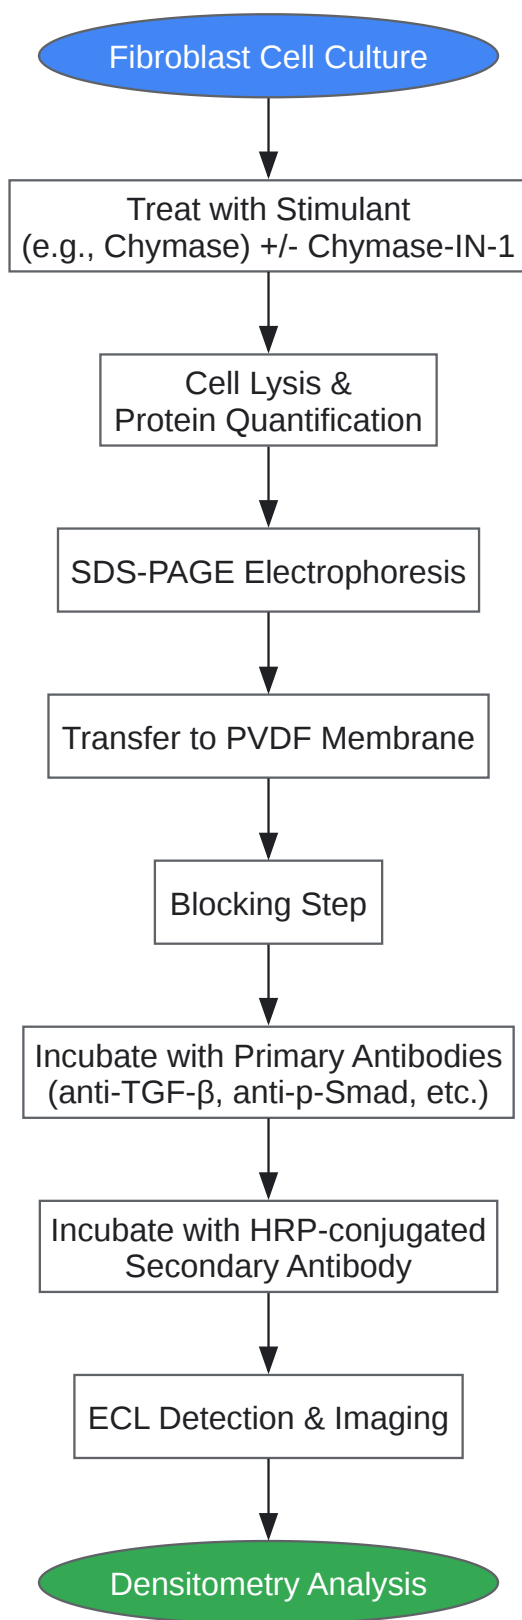 Fibroblast Cell Culture
Treat with Stimulant
(e.g., Chymase) +/- Chymase-IN-1
Cell Lysis &
Protein Quantification
SDS-PAGE Electrophoresis
Transfer to PVDF Membrane
Blocking Step
Incubate with Primary Antibodies
(anti-TGF-β, anti-p-Smad, etc.)
Incubate with HRP-conjugated
Secondary Antibody
ECL Detection & Imaging
Densitometry Analysis